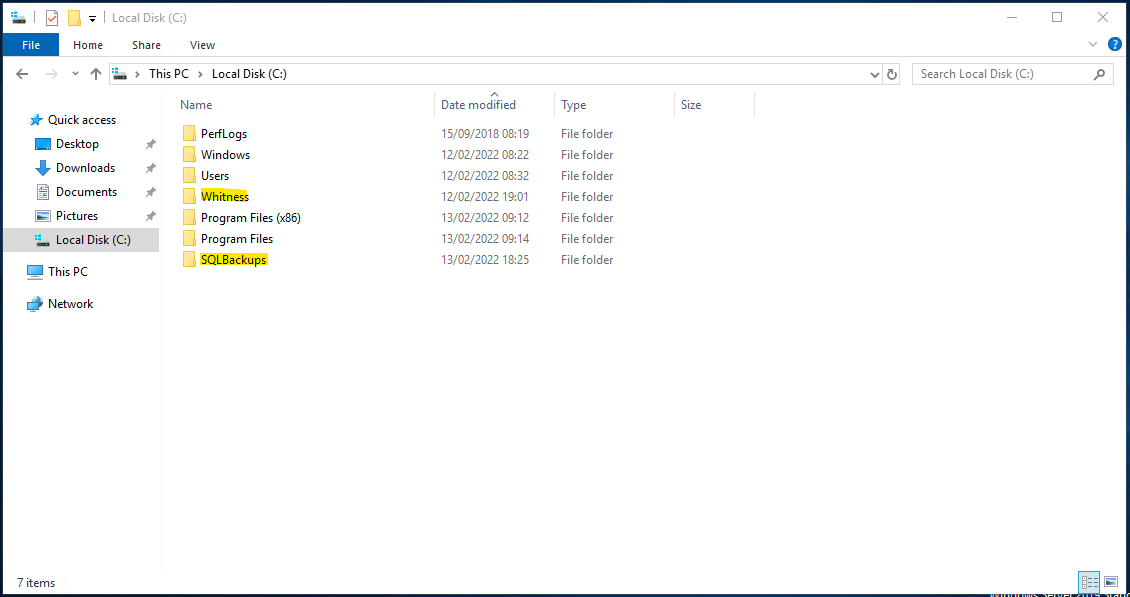 Local Disk (C:)
File Home Share View
This PC Local Disk (C:) Search Local Disk (C:)
Name Date modified Type Size
Quick access
Desktop
Downloads
Documents
Pictures
Local Disk (C:)
This PC
Network
PerfLogs 15/09/2018 08:19 File folder
Windows 12/02/2022 08:22 File folder
Users 12/02/2022 08:32 File folder
Whitness 12/02/2022 19:01 File folder
Program Files (x86) 13/02/2022 09:12 File folder
Program Files 13/02/2022 09:14 File folder
SQLBackups 13/02/2022 18:25 File folder
7 items